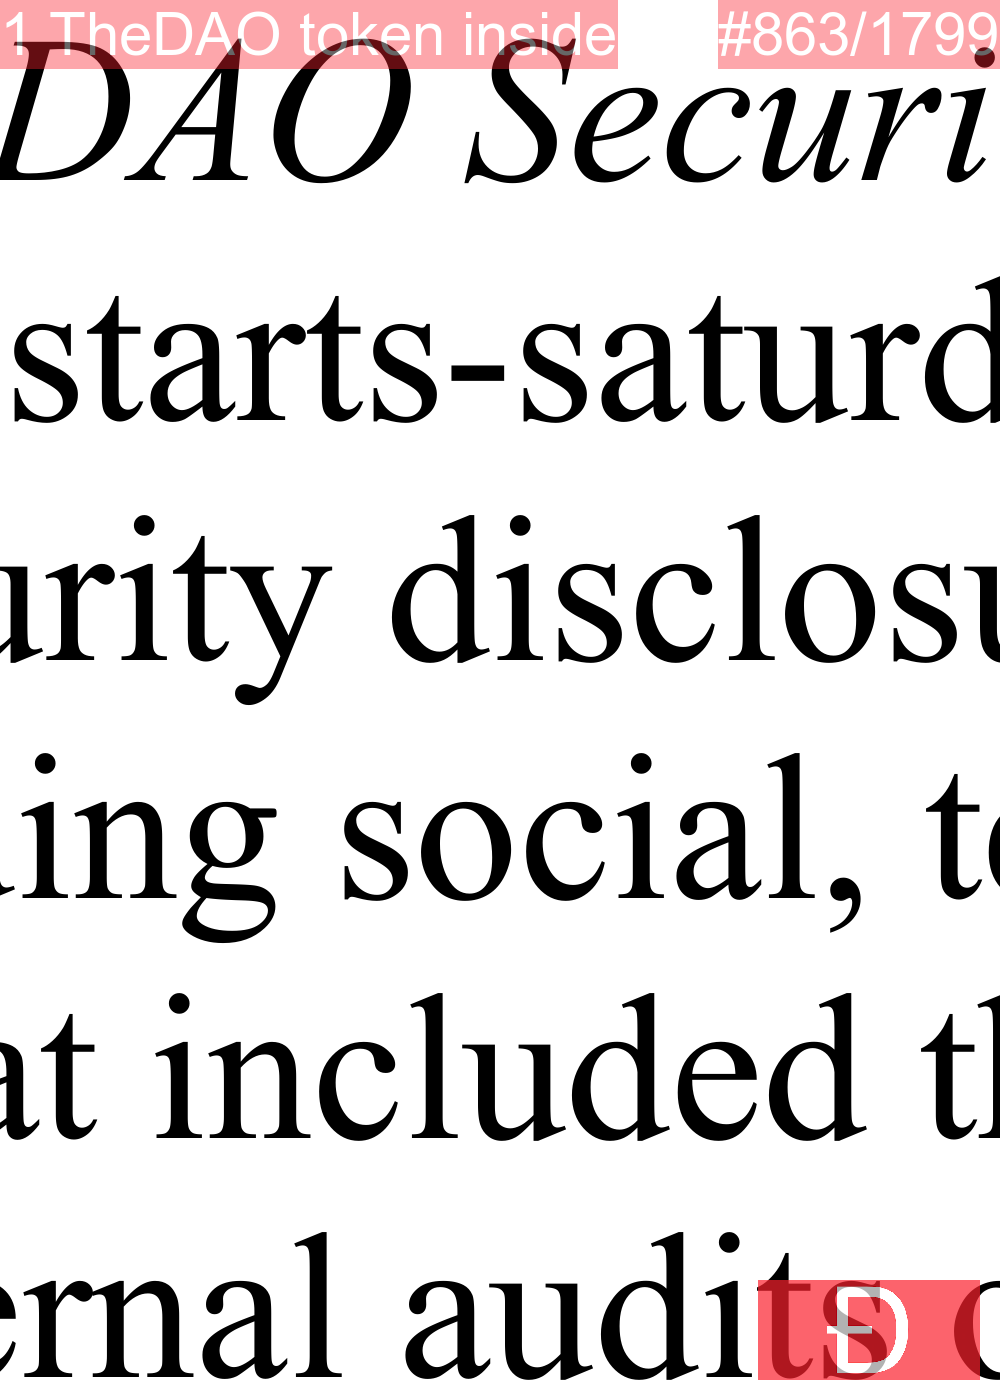 1 TheDAO token inside #863/1799
DAO Securi
starts-saturd
urity disclosu
ing social, te
at included th
ernal audits o
Đ